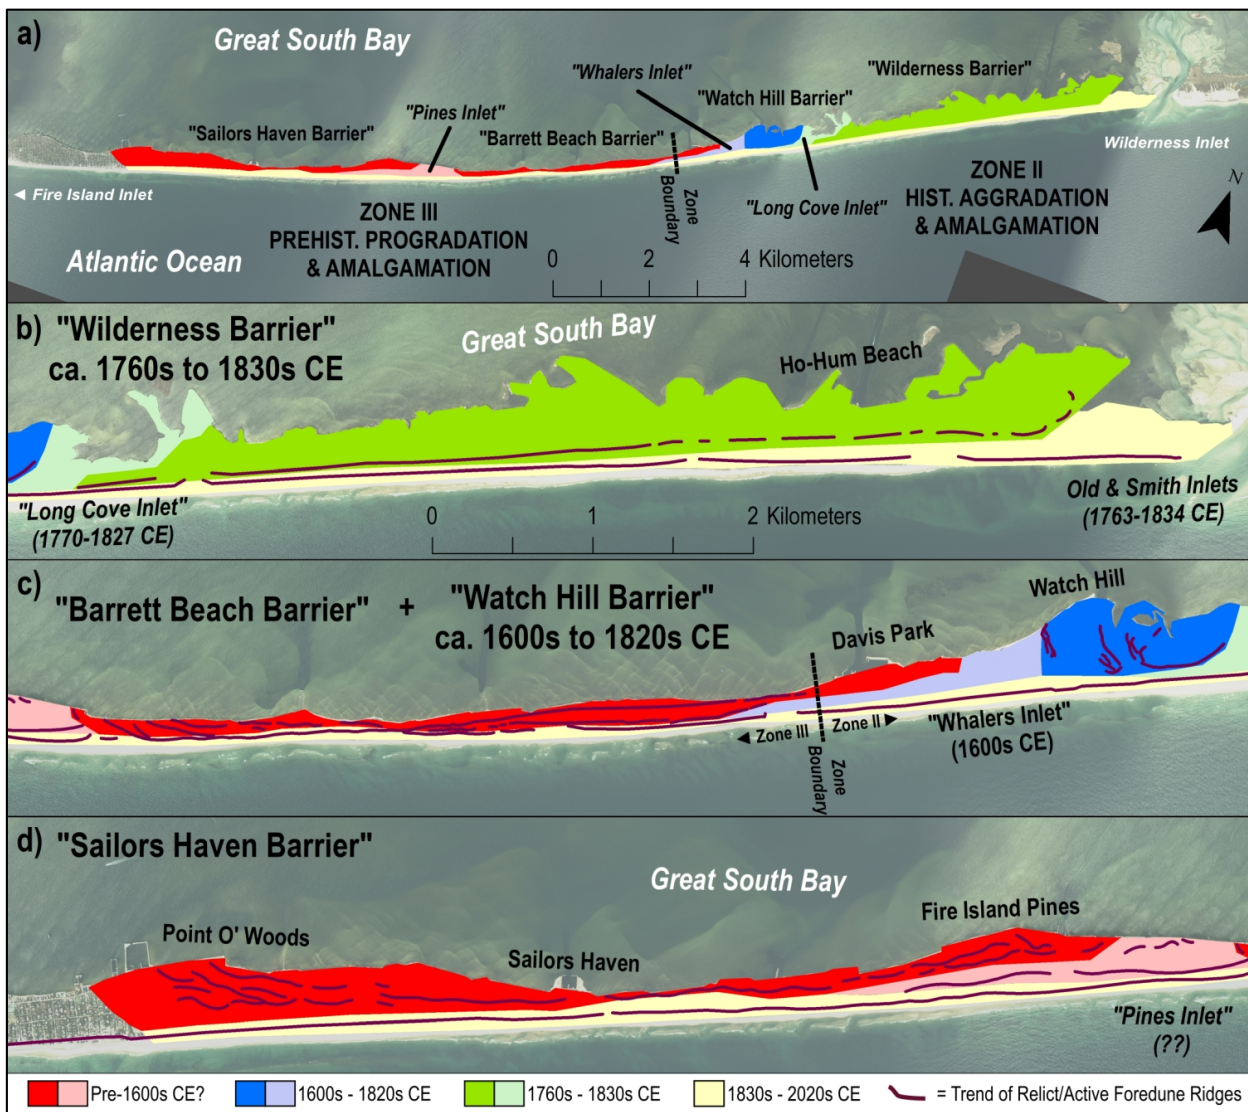 a)
Great South Bay
"Whalers Inlet"
"Wilderness Barrier"
"Watch Hill Barrier"
"Pines Inlet"
"Sailors Haven Barrier"
"Barrett Beach Barrier"
Wilderness Inlet
◄ Fire Island Inlet
ZONE III
PREHIST. PROGRADATION
& AMALGAMATION
Zone
Boundary
"Long Cove Inlet"
ZONE II
HIST. AGGRADATION
& AMALGAMATION
N
Atlantic Ocean
0 2 4 Kilometers
b) "Wilderness Barrier"
ca. 1760s to 1830s CE
Great South Bay
Ho-Hum Beach
"Long Cove Inlet"
(1770-1827 CE)
0 1 2 Kilometers
Old & Smith Inlets
(1763-1834 CE)
c) "Barrett Beach Barrier" + "Watch Hill Barrier"
ca. 1600s to 1820s CE
Watch Hill
Davis Park
◄ Zone III Zone II ►
Zone
Boundary
"Whalers Inlet"
(1600s CE)
d) "Sailors Haven Barrier"
Great South Bay
Fire Island Pines
Point O' Woods
Sailors Haven
"Pines Inlet"
(??)
Pre-1600s CE? 1600s - 1820s CE 1760s - 1830s CE 1830s - 2020s CE = Trend of Relict/Active Foredune Ridges